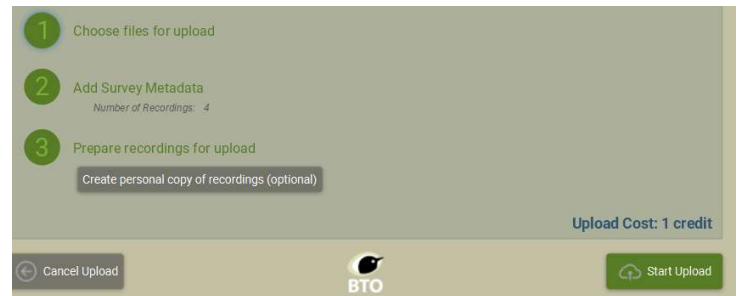 1 Choose files for upload
2 Add Survey Metadata
Number of Recordings: 4
3 Prepare recordings for upload
Create personal copy of recordings (optional)
Upload Cost: 1 credit
Cancel Upload
BTO
Start Upload